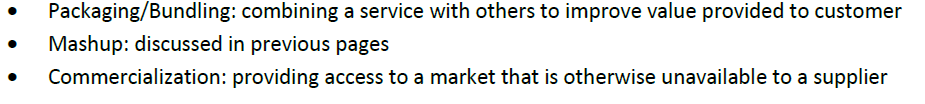 • Packaging/Bundling: combining a service with others to improve value provided to customer
• Mashup: discussed in previous pages
• Commercialization: providing access to a market that is otherwise unavailable to a supplier